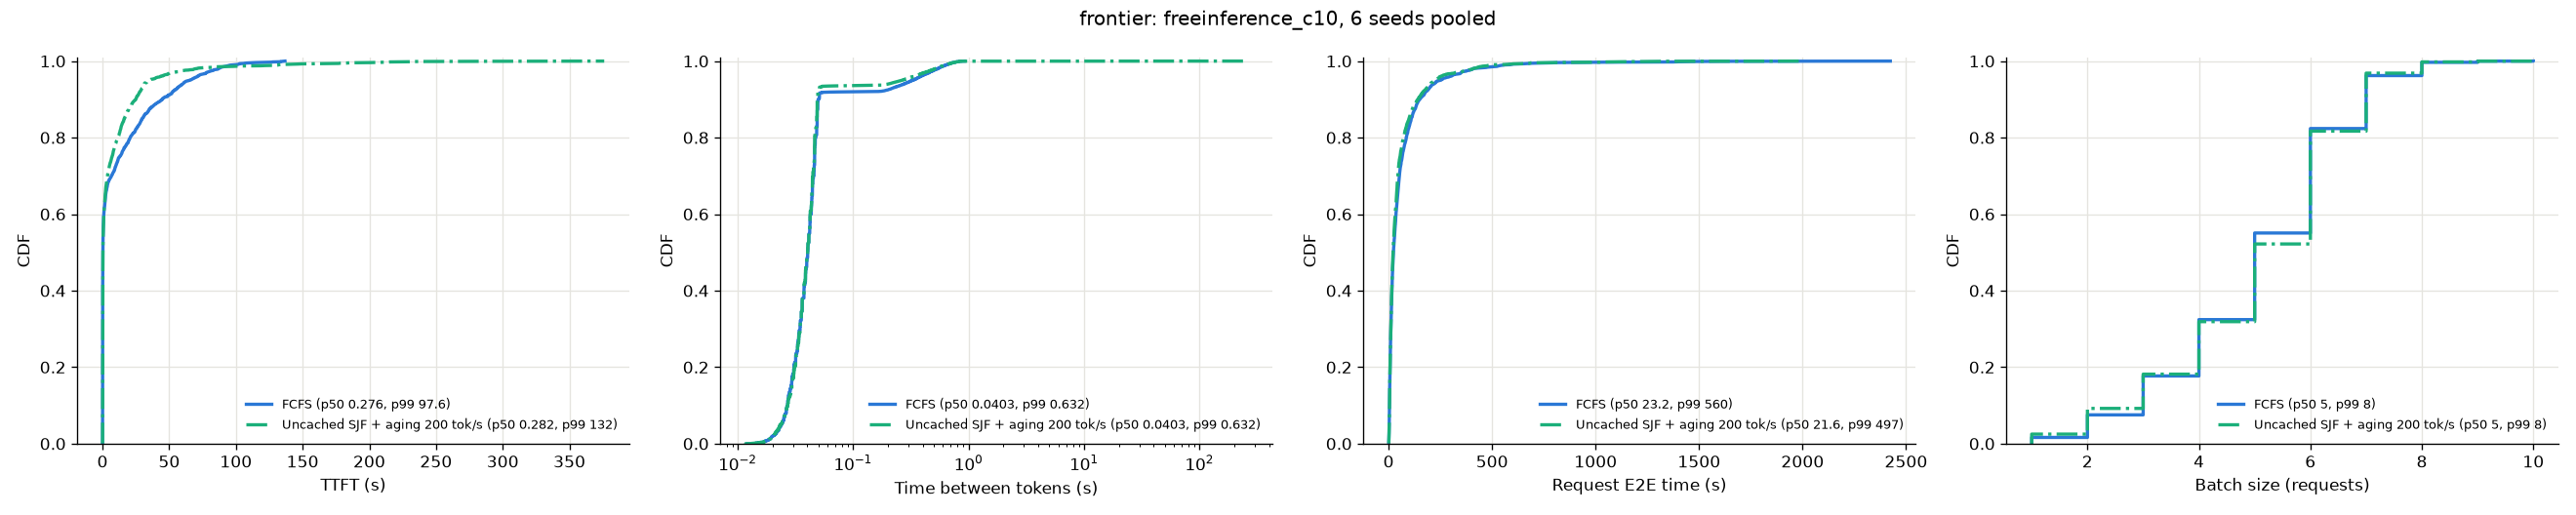 frontier: freeinference_c10, 6 seeds pooled
CDF
1.0
0.8
0.6
0.4
0.2
0.0
FCFS (p50 0.276, p99 97.6)
Uncached SJF + aging 200 tok/s (p50 0.282, p99 132)
0 50 100 150 200 250 300 350
TTFT (s)
CDF
1.0
0.8
0.6
0.4
0.2
0.0
FCFS (p50 0.0403, p99 0.632)
Uncached SJF + aging 200 tok/s (p50 0.0403, p99 0.632)
10⁻² 10⁻¹ 10⁰ 10¹ 10²
Time between tokens (s)
CDF
1.0
0.8
0.6
0.4
0.2
0.0
FCFS (p50 23.2, p99 560)
Uncached SJF + aging 200 tok/s (p50 21.6, p99 497)
0 500 1000 1500 2000 2500
Request E2E time (s)
CDF
1.0
0.8
0.6
0.4
0.2
0.0
FCFS (p50 5, p99 8)
Uncached SJF + aging 200 tok/s (p50 5, p99 8)
2 4 6 8 10
Batch size (requests)